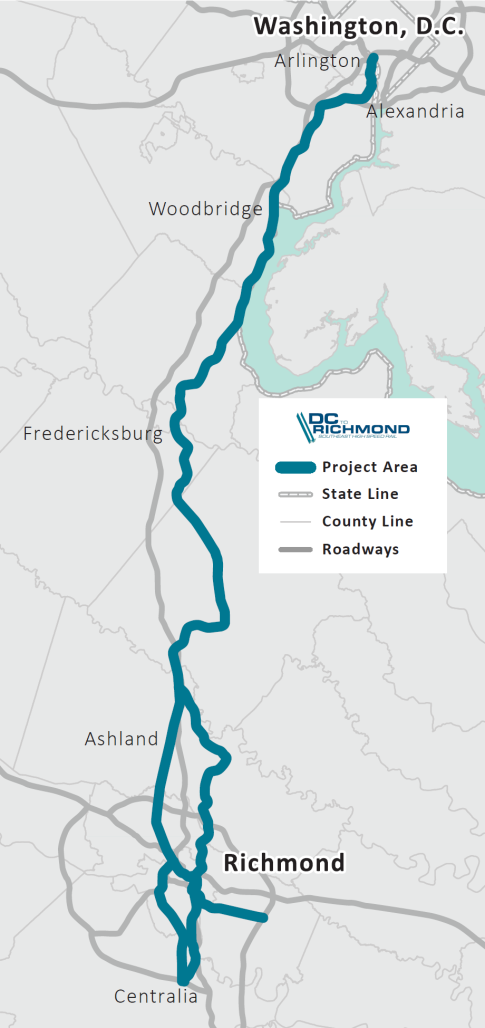 Washington, D.C.
Arlington
Alexandria
Woodbridge
Fredericksburg
DC TO
RICHMOND
SOUTHEAST HIGH SPEED RAIL
Project Area
State Line
County Line
Roadways
Ashland
Richmond
Centralia